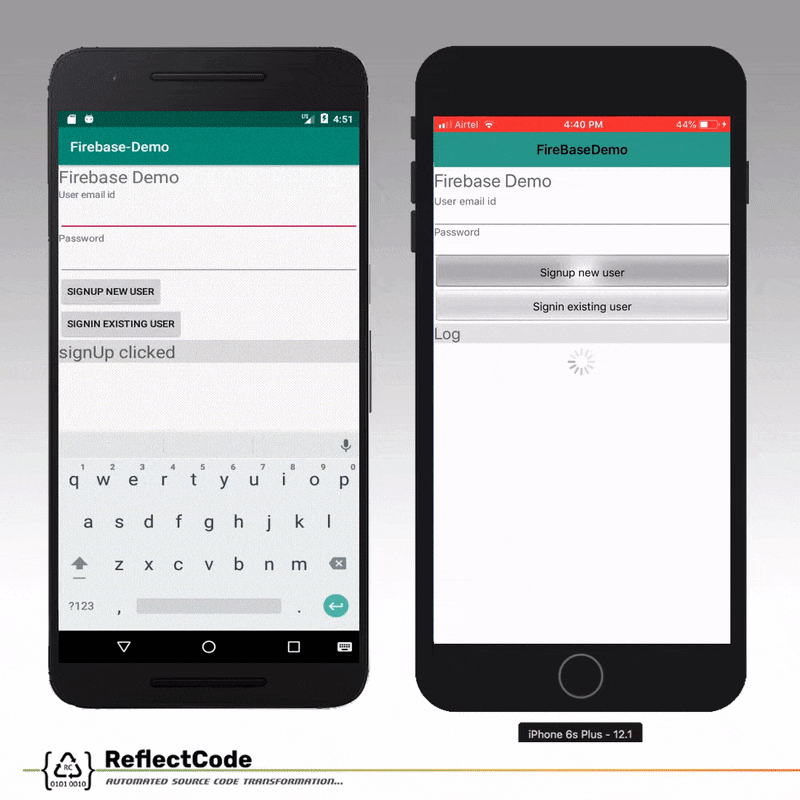 4:51
Firebase-Demo
Firebase Demo
User email id
Password
SIGNUP NEW USER
SIGNIN EXISTING USER
signUp clicked
1 2 3 4 5 6 7 8 9 0
q w e r t y u i o p
a s d f g h j k l
z x c v b n m
?123 , .
Airtel 4:40 PM 44%
FireBaseDemo
Firebase Demo
User email id
Password
Signup new user
Signin existing user
Log
iPhone 6s Plus - 12.1
RC
0101 0010
ReflectCode
AUTOMATED SOURCE CODE TRANSFORMATION...